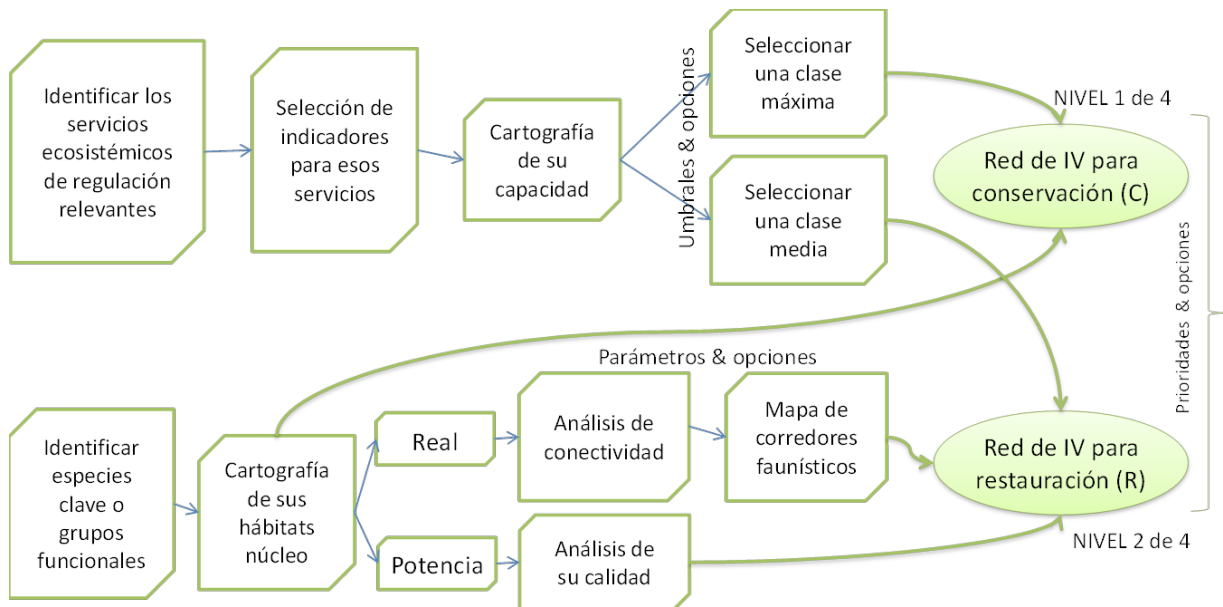 Identificar los
servicios
ecosistémicos
de regulación
relevantes
Selección de
indicadores
para esos
servicios
Cartografía
de su
capacidad
Umbrales & opciones
Seleccionar
una clase
máxima
Seleccionar
una clase
media
NIVEL 1 de 4
Red de IV para
conservación (C)
Prioridades & opciones
Parámetros & opciones
Identificar
especies
clave o
grupos
funcionales
Cartografía
de sus
hábitats
núcleo
Real
Análisis de
conectividad
Mapa de
corredores
faunísticos
Potencia
Análisis de
su calidad
Red de IV para
restauración (R)
NIVEL 2 de 4